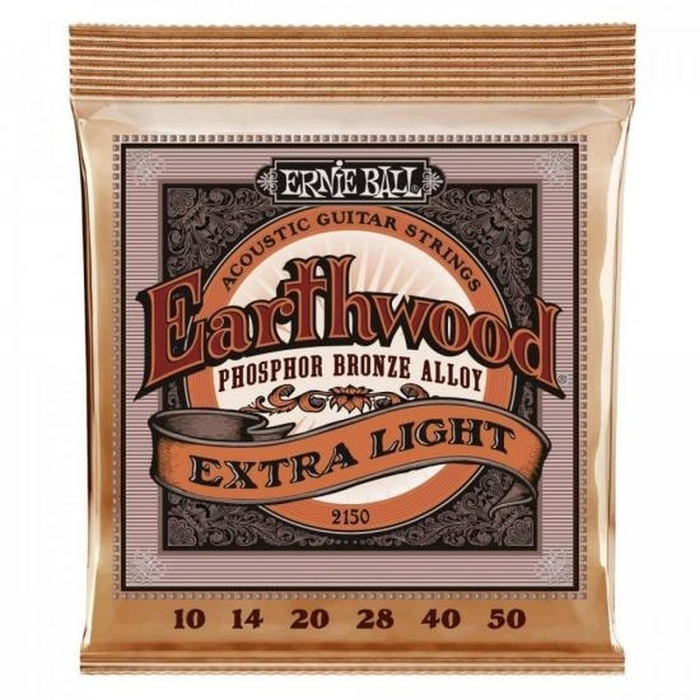 ERNIE BALL
ACOUSTIC GUITAR STRINGS
Earthwood
PHOSPHOR BRONZE ALLOY
EXTRA LIGHT
2150
10 14 20 28 40 50